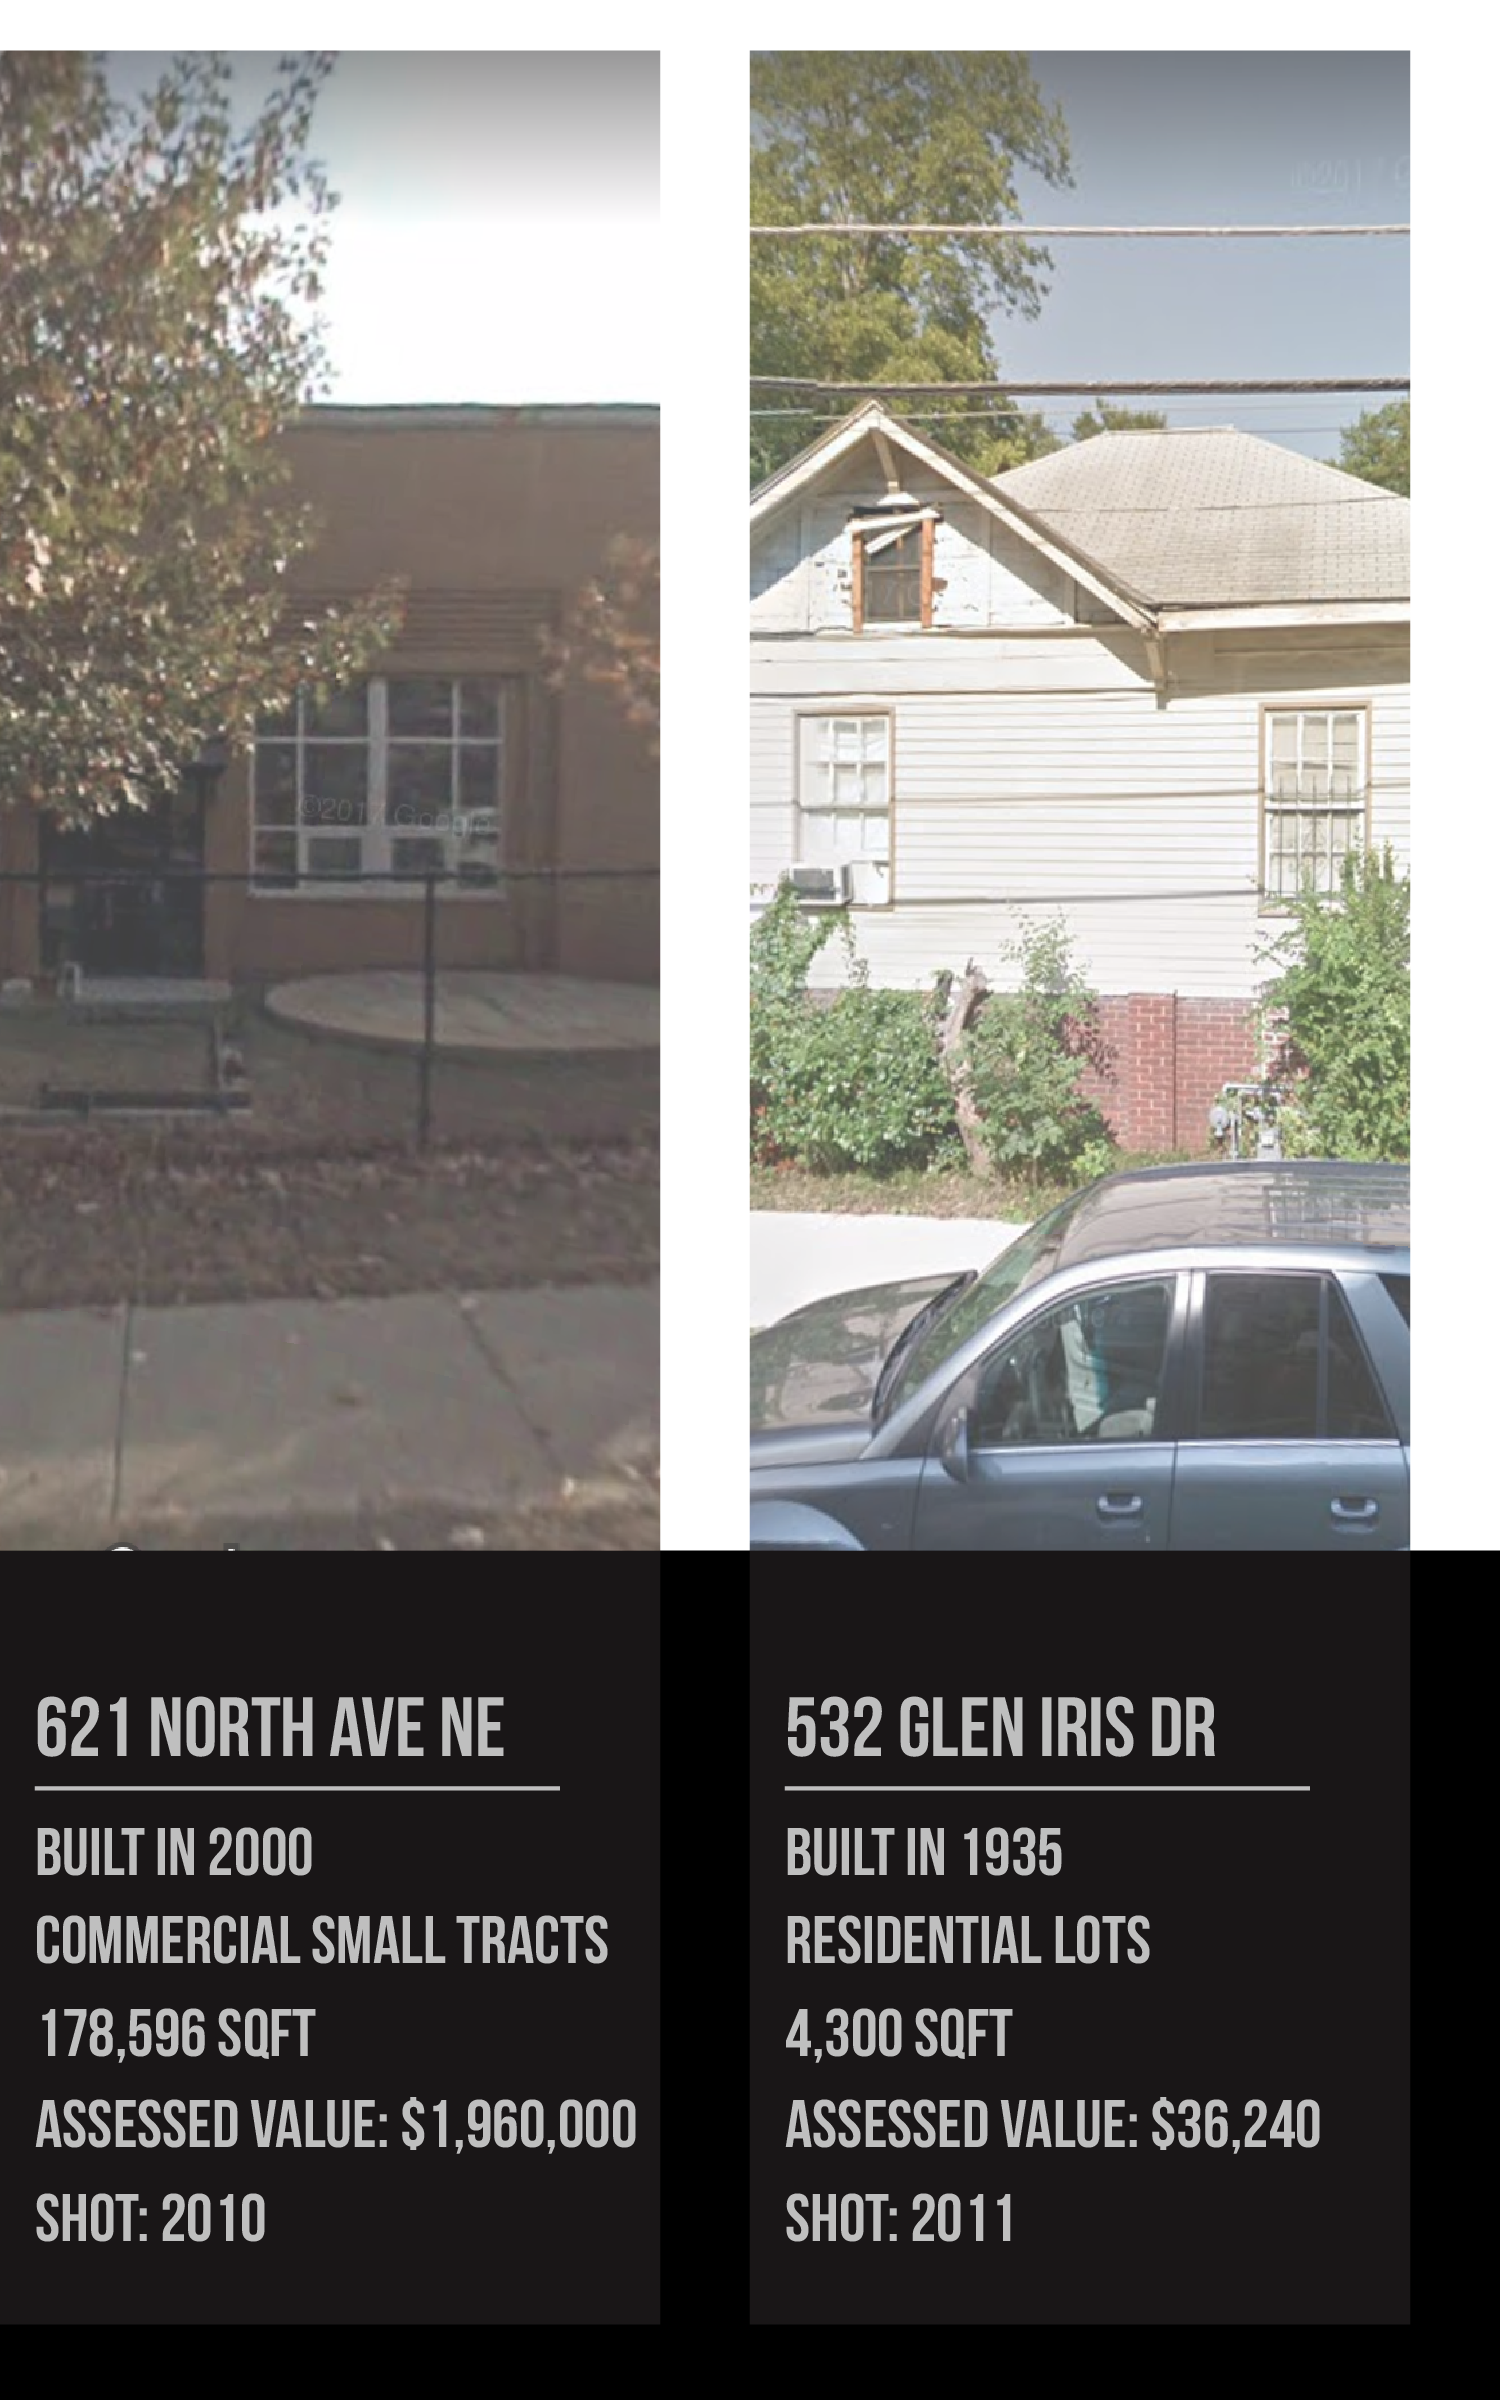 ©2017 Google
621 NORTH AVE NE
BUILT IN 2000
COMMERCIAL SMALL TRACTS
178,596 SQFT
ASSESSED VALUE: $1,960,000
SHOT: 2010
532 GLEN IRIS DR
BUILT IN 1935
RESIDENTIAL LOTS
4,300 SQFT
ASSESSED VALUE: $36,240
SHOT: 2011